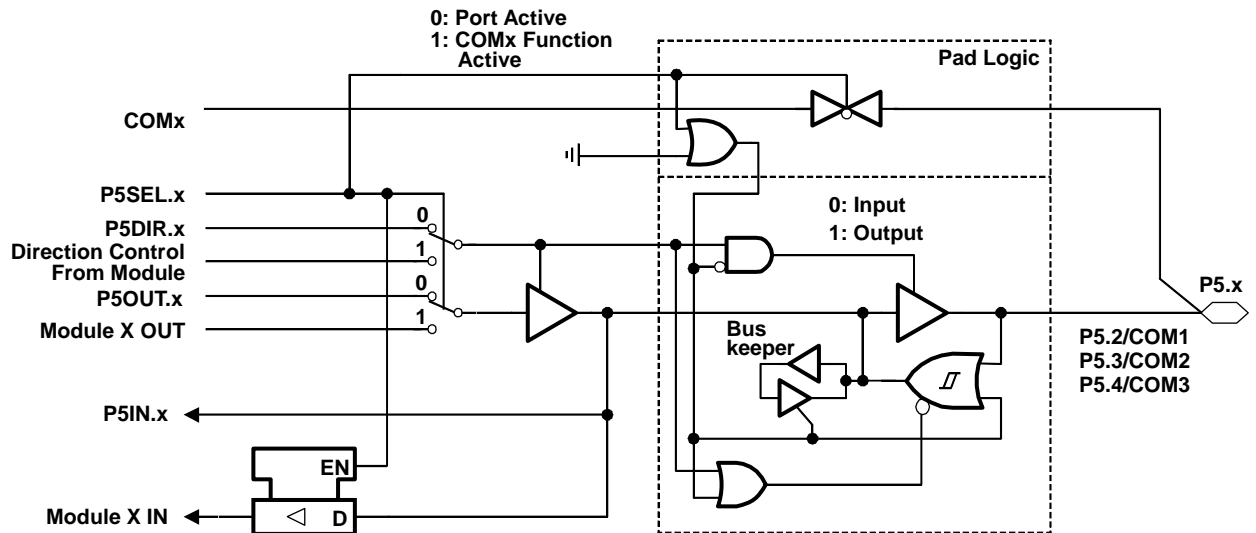 0: Port Active
1: COMx Function
Active
Pad Logic
COMx
P5SEL.x
0
P5DIR.x
Direction Control
From Module
1
0: Input
1: Output
0
P5OUT.x
1
Module X OUT
P5.x
Bus
keeper
P5.2/COM1
P5.3/COM2
P5.4/COM3
P5IN.x
EN
Module X IN
D